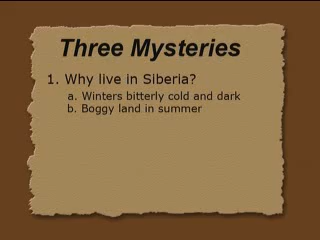 Three Mysteries
1. Why live in Siberia?
a. Winters bitterly cold and dark
b. Boggy land in summer